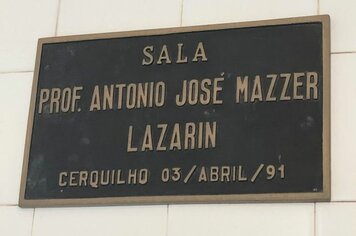 SALA
PROF. ANTONIO JOSÉ MAZZER
LAZARIN
CERQUILHO 03/ABRIL/91